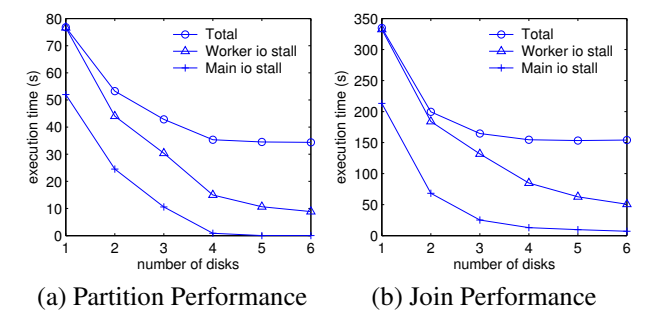 80
70
60
50
40
30
20
10
0
execution time (s)
Total
Worker io stall
Main io stall
1 2 3 4 5 6
number of disks
(a) Partition Performance
350
300
250
200
150
100
50
0
execution time (s)
Total
Worker io stall
Main io stall
1 2 3 4 5 6
number of disks
(b) Join Performance